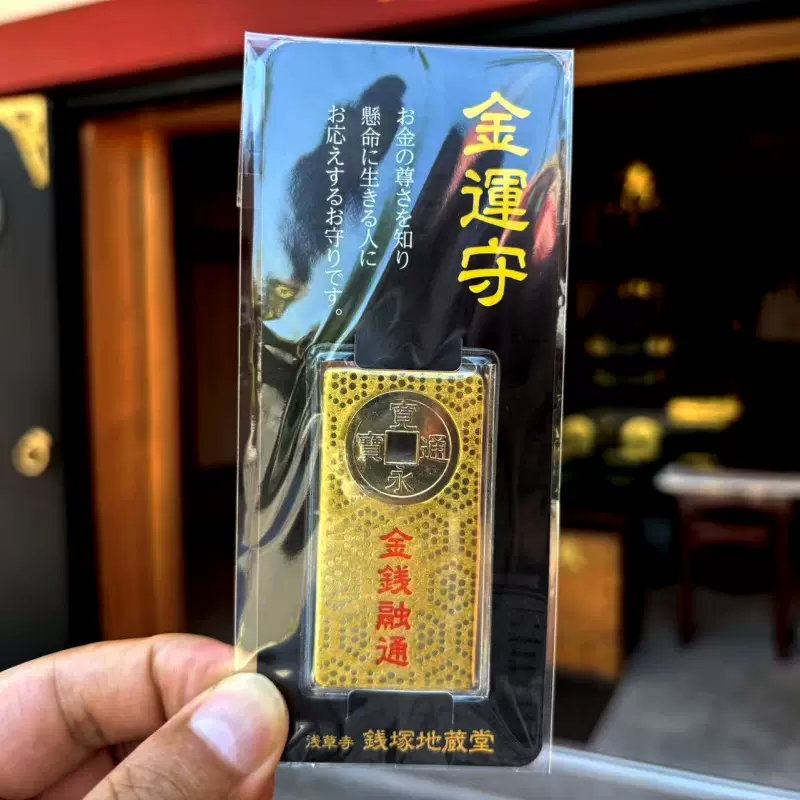 金運守
お金の尊さを知り
懸命に生きる人に
お応えするお守りです。
寛永通寳
金銭融通
浅草寺 銭塚地蔵堂